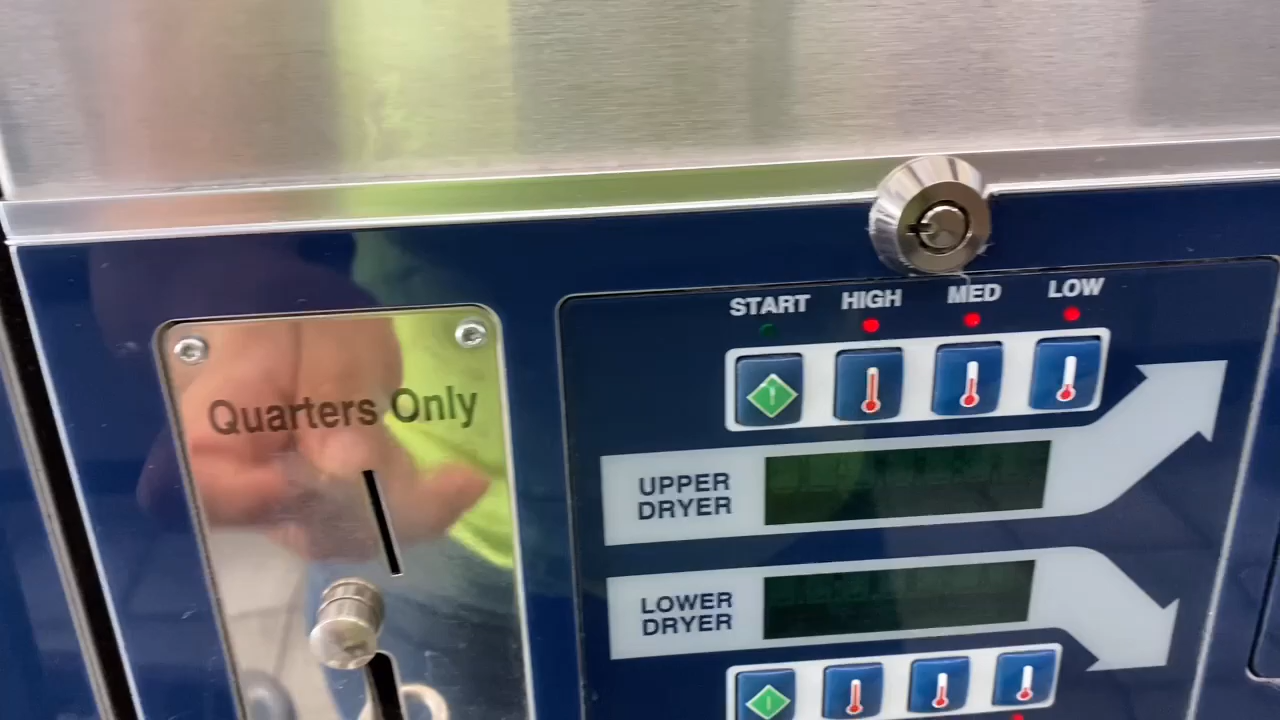 START HIGH MED LOW
Quarters Only
UPPER
DRYER
LOWER
DRYER